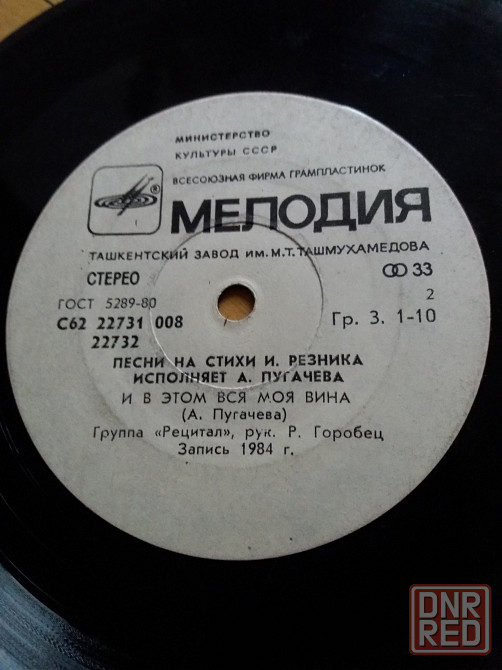 МИНИСТЕРСТВО
КУЛЬТУРЫ СССР
ВСЕСОЮЗНАЯ ФИРМА ГРАМПЛАСТИНОК
®
МЕЛОДИЯ
ТАШКЕНТСКИЙ ЗАВОД ИМ. М. Т. ТАШМУХАМЕДОВА
СТЕРЕО
33
ГОСТ 5289-80
2
С62 22731 008
Гр. 3. 1-10
22732
ПЕСНИ НА СТИХИ И. РЕЗНИКА
ИСПОЛНЯЕТ А. ПУГАЧЕВА
И В ЭТОМ ВСЯ МОЯ ВИНА
(А. Пугачева)
Группа «Рецитал», рук. Р. Горобец
Запись 1984 г.
DNR
RED